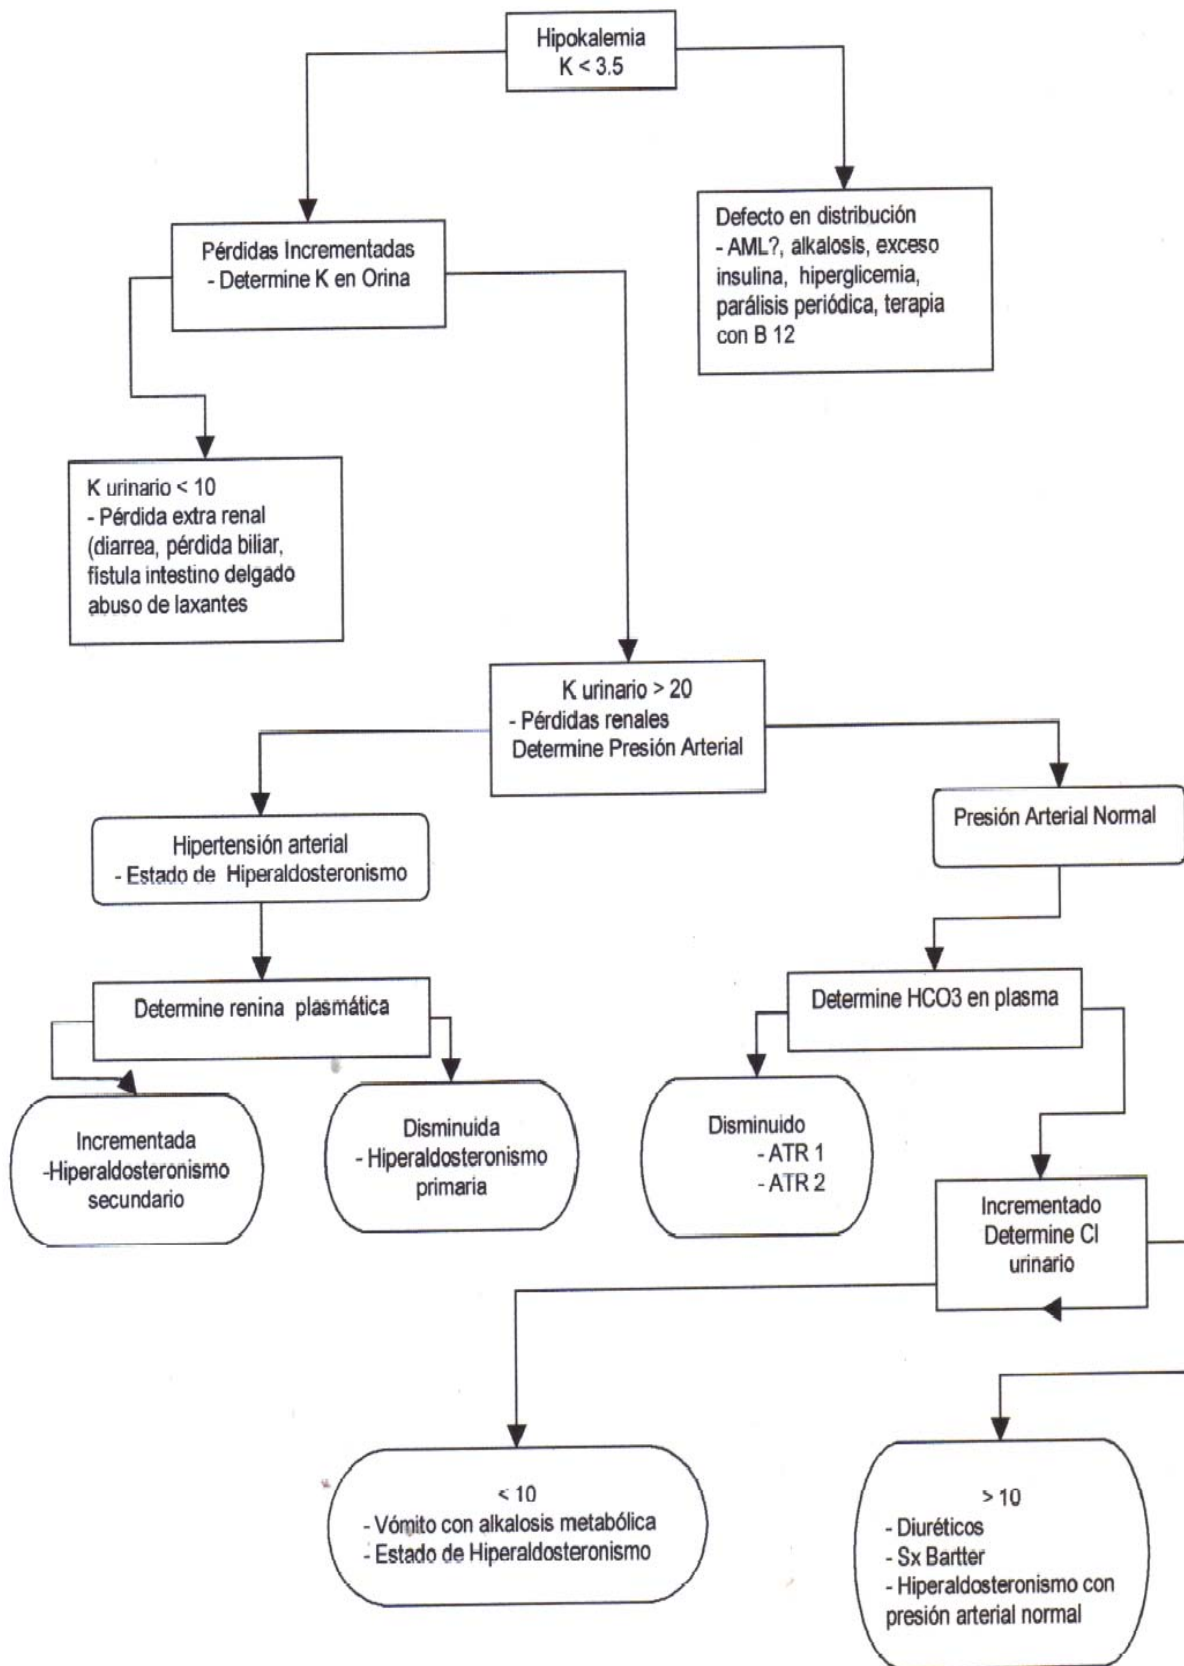 Hipokalemia
K < 3.5
Pérdidas Incrementadas
- Determine K en Orina
Defecto en distribución
- AML?, alkalosis, exceso
insulina, hiperglicemia,
parálisis periódica, terapia
con B 12
K urinario < 10
- Pérdida extra renal
(diarrea, pérdida biliar,
fístula intestino delgado
abuso de laxantes
K urinario > 20
- Pérdidas renales
Determine Presión Arterial
Hipertensión arterial
- Estado de Hiperaldosteronismo
Presión Arterial Normal
Determine renina plasmática
Determine HCO3 en plasma
Incrementada
-Hiperaldosteronismo
secundario
Disminuida
- Hiperaldosteronismo
primaria
Disminuido
- ATR 1
- ATR 2
Incrementado
Determine Cl
urinario
< 10
- Vómito con alkalosis metabólica
- Estado de Hiperaldosteronismo
> 10
- Diuréticos
- Sx Bartter
- Hiperaldosteronismo con
presión arterial normal